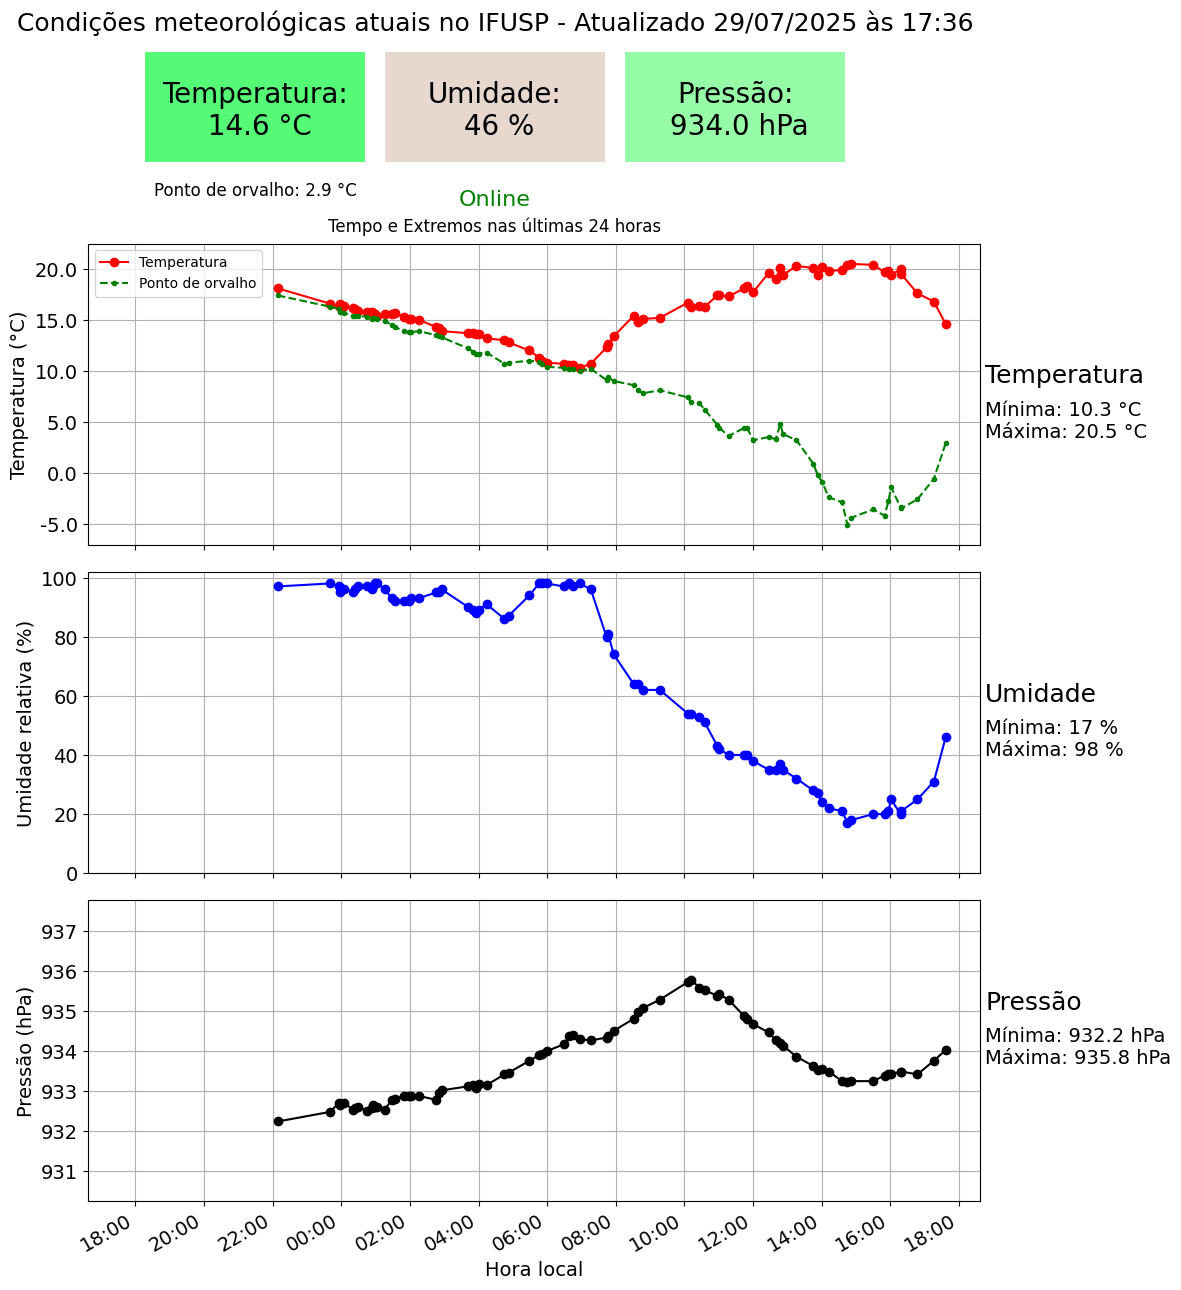 Condições meteorológicas atuais no IFUSP - Atualizado 29/07/2025 às 17:36
Temperatura:
14.6 °C
Umidade:
46 %
Pressão:
934.0 hPa
Ponto de orvalho: 2.9 °C
Online
Tempo e Extremos nas últimas 24 horas
Temperatura
Ponto de orvalho
Temperatura (°C)
20.0
15.0
10.0
5.0
0.0
-5.0
Temperatura
Mínima: 10.3 °C
Máxima: 20.5 °C
Umidade relativa (%)
100
80
60
40
20
0
Umidade
Mínima: 17 %
Máxima: 98 %
Pressão (hPa)
937
936
935
934
933
932
931
Pressão
Mínima: 932.2 hPa
Máxima: 935.8 hPa
18:00 20:00 22:00 00:00 02:00 04:00 06:00 08:00 10:00 12:00 14:00 16:00 18:00
Hora local